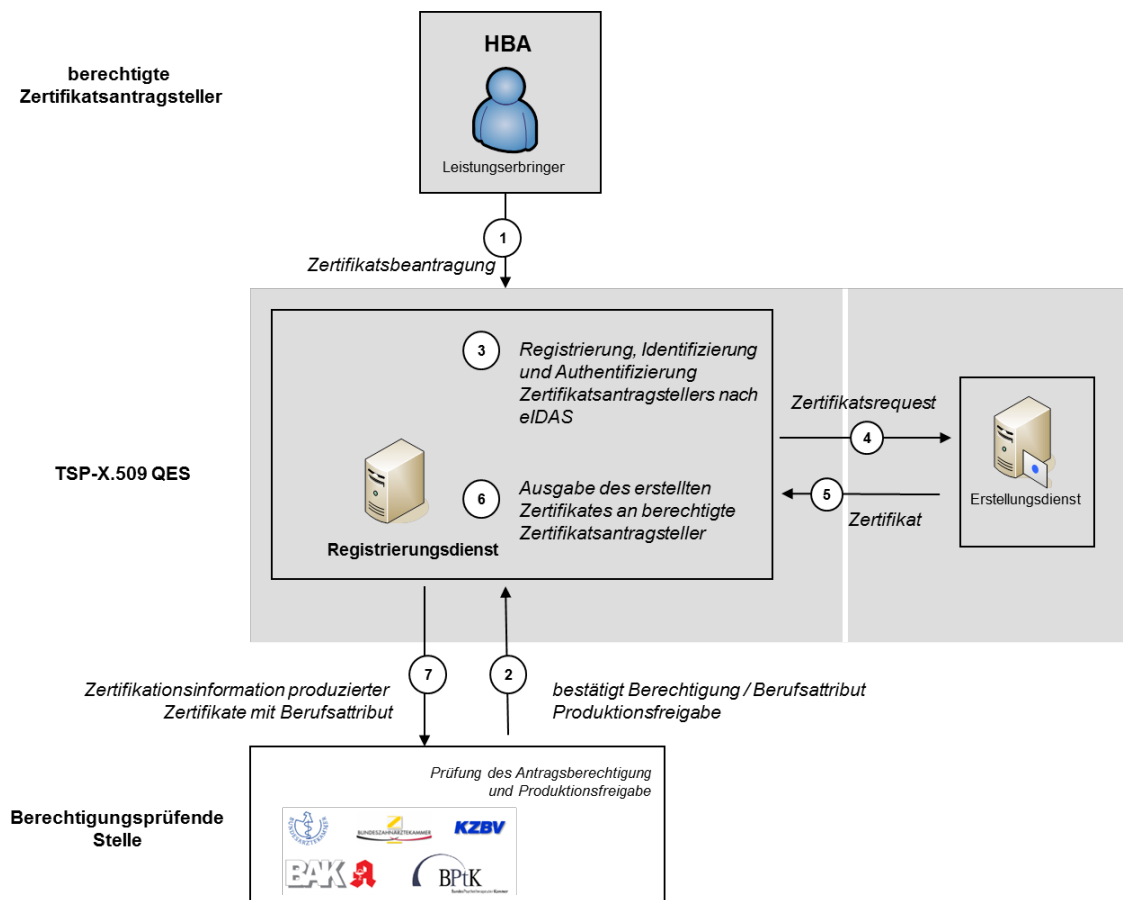 HBA
berechtigte
Zertifikatsantragsteller
Leistungserbringer
1
Zertifikatsbeantragung
3
Registrierung, Identifizierung
und Authentifizierung
Zertifikatsantragstellers nach
eIDAS
Zertifikatsrequest
4
TSP-X.509 QES
6
Ausgabe des erstellten
Zertifikates an berechtigte
Zertifikatsantragsteller
5
Zertifikat
Erstellungsdienst
Registrierungsdienst
7
2
Zertifikationsinformation produzierter
Zertifikate mit Berufsattribut
bestätigt Berechtigung / Berufsattribut
Produktionsfreigabe
Prüfung des Antragsberechtigung
und Produktionsfreigabe
Berechtigungsprüfende
Stelle
BUNDESÄRZTEKAMMER
BUNDESZAHNÄRZTEKAMMER
KZBV
BAK
BPtK
BundesPsychotherapeutenKammer